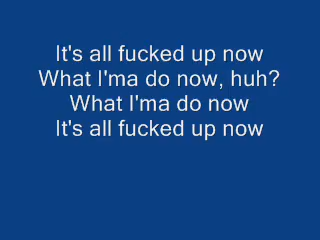 It's all fucked up now
What I'ma do now, huh?
What I'ma do now
It's all fucked up now